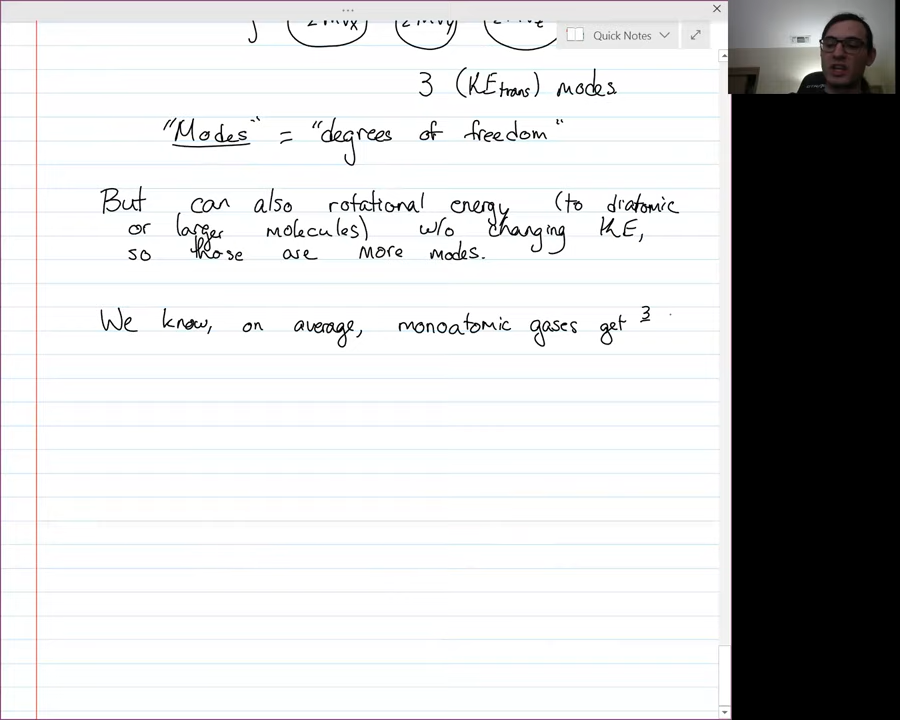 Quick Notes
3 (KEtrans) modes
"Modes" = "degrees of freedom"
But can also rotational energy (to diatomic
or larger molecules) w/o changing KE,
so those are more modes.
We know, on average, monoatomic gases get 3